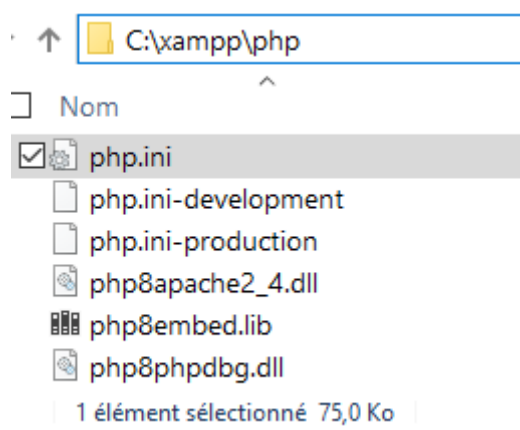 C:\xampp\php
Nom
php.ini
php.ini-development
php.ini-production
php8apache2_4.dll
php8embed.lib
php8phpdbg.dll
1 élément sélectionné 75,0 Ko